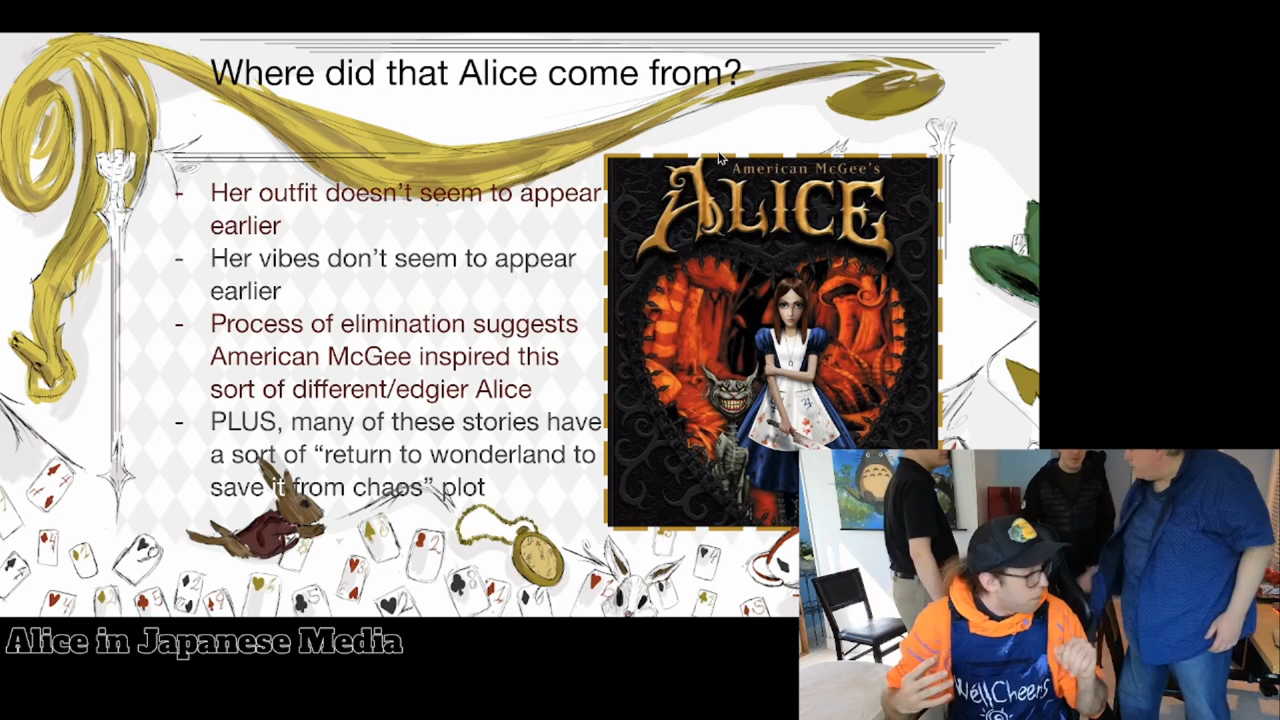 Where did that Alice come from?
- Her outfit doesn't seem to appear
earlier
- Her vibes don't seem to appear
earlier
- Process of elimination suggests
American McGee inspired this
sort of different/edgier Alice
- PLUS, many of these stories have
a sort of “return to wonderland to
save it from chaos” plot
American McGee's
ALICE
Alice in Japanese Media
WellCheers